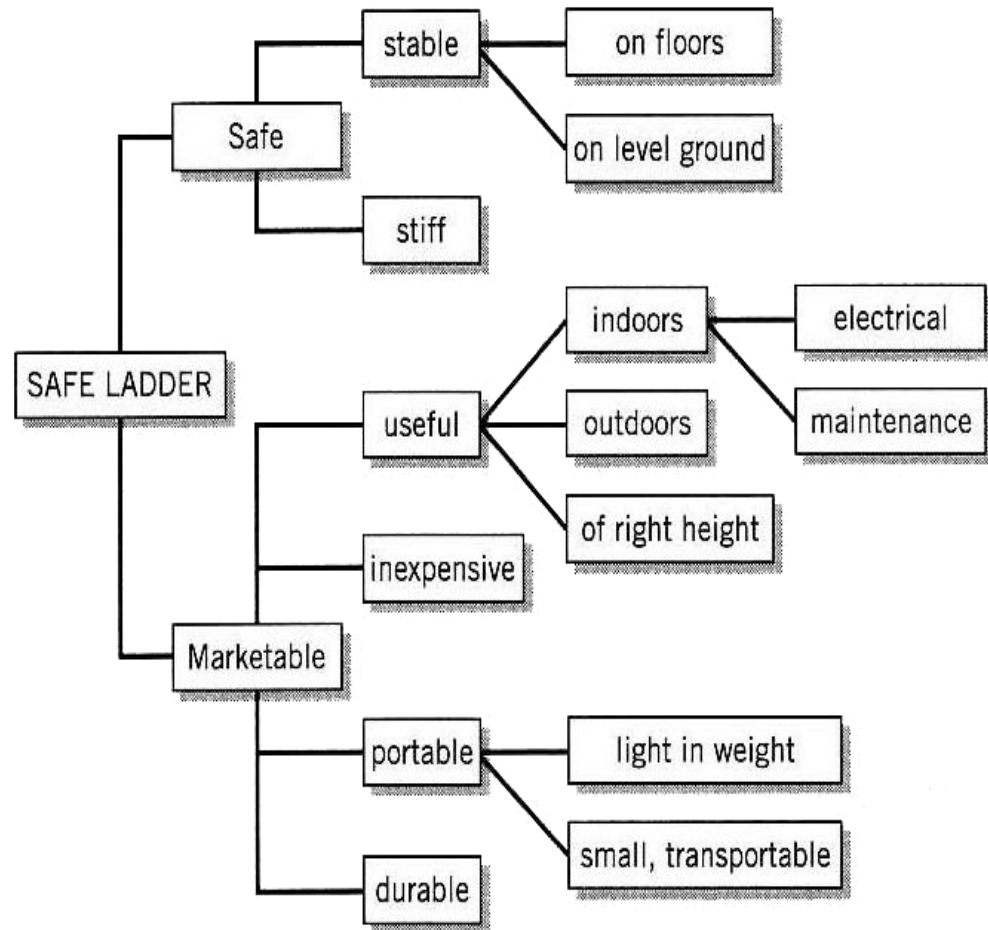 stable
on floors
Safe
on level ground
stiff
indoors
electrical
SAFE LADDER
useful
outdoors
maintenance
of right height
inexpensive
Marketable
portable
light in weight
small, transportable
durable